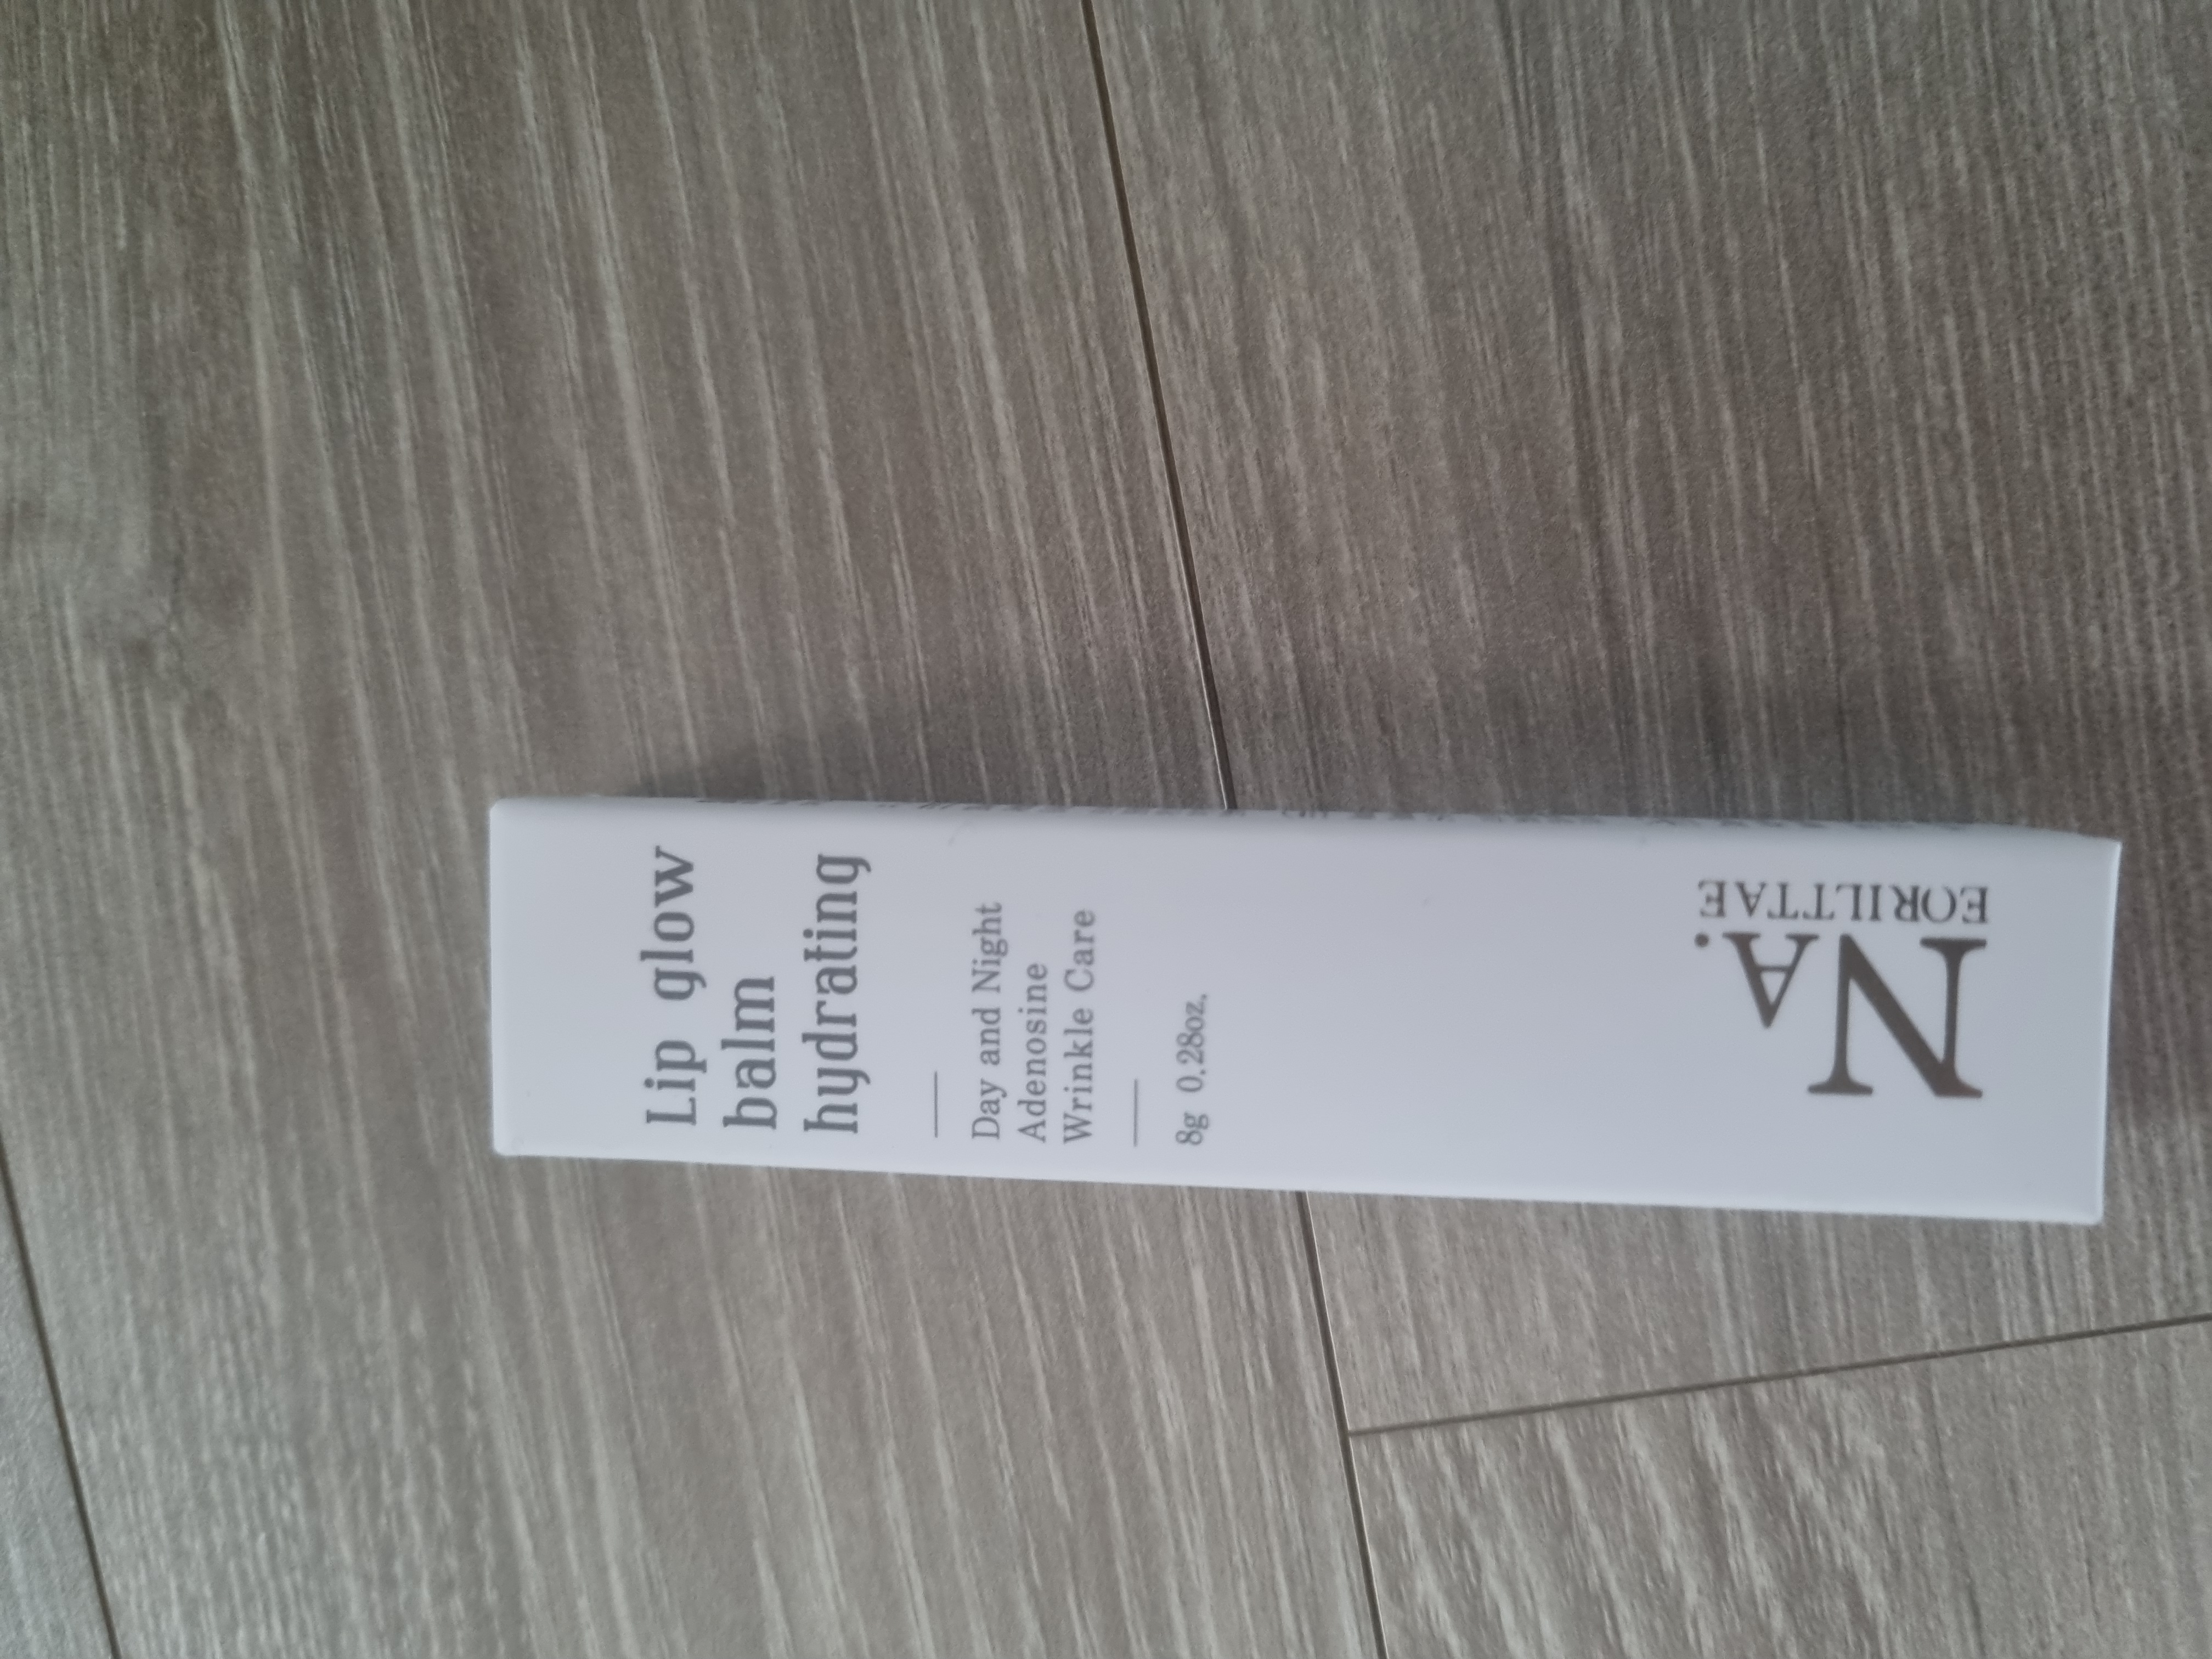 Lip glow
balm
hydrating
Day and Night
Adenosine
Wrinkle Care
8g 0.28oz.
NA.
EORILTTAE